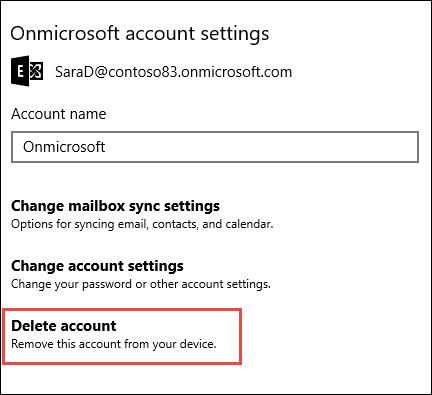 Onmicrosoft account settings
E SaraD@contoso83.onmicrosoft.com
Account name
Onmicrosoft
Change mailbox sync settings
Options for syncing email, contacts, and calendar.
Change account settings
Change your password or other account settings.
Delete account
Remove this account from your device.